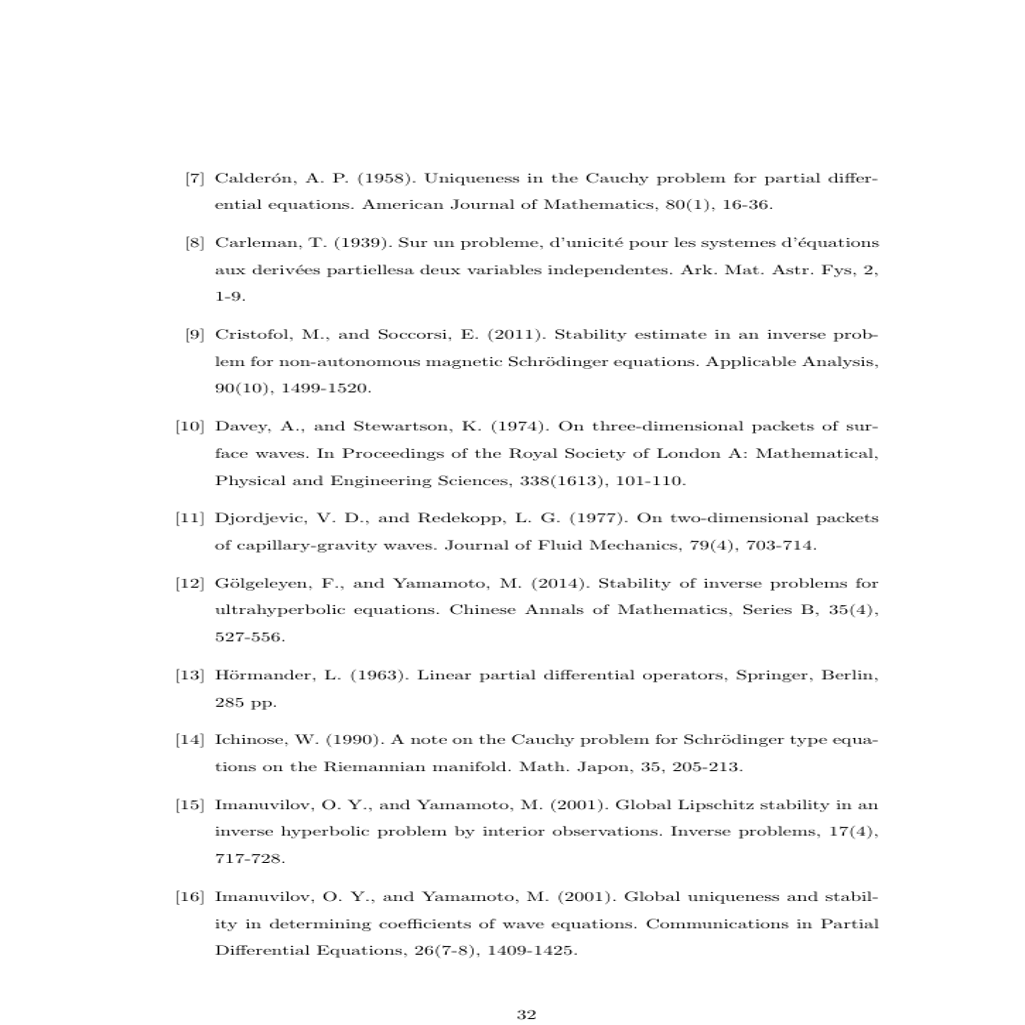 [7] Calderón, A. P. (1958). Uniqueness in the Cauchy problem for partial differ-
ential equations. American Journal of Mathematics, 80(1), 16-36.
[8] Carleman, T. (1939). Sur un probleme, d'unicité pour les systemes d'équations
aux derivées partiellesa deux variables independentes. Ark. Mat. Astr. Fys, 2,
1-9.
[9] Cristofol, M., and Soccorsi, E. (2011). Stability estimate in an inverse prob-
lem for non-autonomous magnetic Schrödinger equations. Applicable Analysis,
90(10), 1499-1520.
[10] Davey, A., and Stewartson, K. (1974). On three-dimensional packets of sur-
face waves. In Proceedings of the Royal Society of London A: Mathematical,
Physical and Engineering Sciences, 338(1613), 101-110.
[11] Djordjevic, V. D., and Redekopp, L. G. (1977). On two-dimensional packets
of capillary-gravity waves. Journal of Fluid Mechanics, 79(4), 703-714.
[12] Gölgeleyen, F., and Yamamoto, M. (2014). Stability of inverse problems for
ultrahyperbolic equations. Chinese Annals of Mathematics, Series B, 35(4),
527-556.
[13] Hörmander, L. (1963). Linear partial differential operators, Springer, Berlin,
285 pp.
[14] Ichinose, W. (1990). A note on the Cauchy problem for Schrödinger type equa-
tions on the Riemannian manifold. Math. Japon, 35, 205-213.
[15] Imanuvilov, O. Y., and Yamamoto, M. (2001). Global Lipschitz stability in an
inverse hyperbolic problem by interior observations. Inverse problems, 17(4),
717-728.
[16] Imanuvilov, O. Y., and Yamamoto, M. (2001). Global uniqueness and stabil-
ity in determining coefficients of wave equations. Communications in Partial
Differential Equations, 26(7-8), 1409-1425.
32